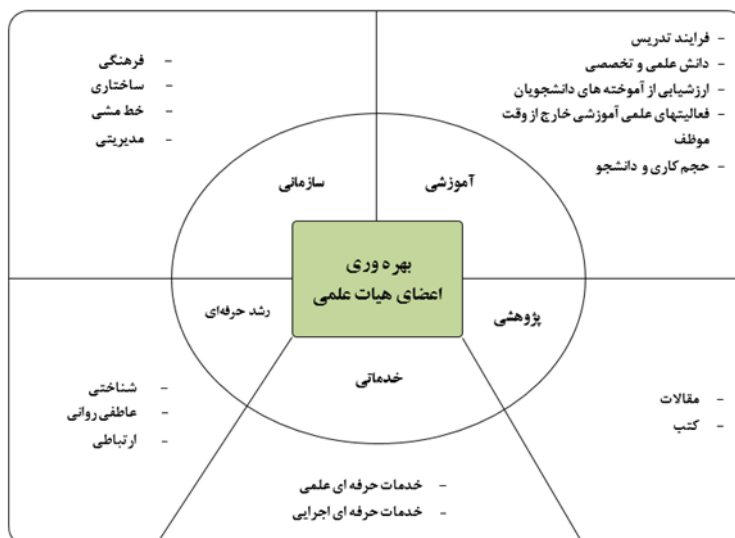 - فرایند تدریس
- دانش علمی و تخصصی
- ارزشیابی از آموخته های دانشجویان
- فعالیتهای علمی آموزشی خارج از وقت
موظف
- حجم کاری و دانشجو
- فرهنگی
- ساختاری
- خط مشی
- مدیریتی
آموزشی
سازمانی
بهره وری
اعضای هیات علمی
پژوهشی
رشد حرفه‌ای
خدماتی
- مقالات
- کتب
- شناختی
- عاطفی روانی
- ارتباطی
- خدمات حرفه ای علمی
- خدمات حرفه ای اجرایی